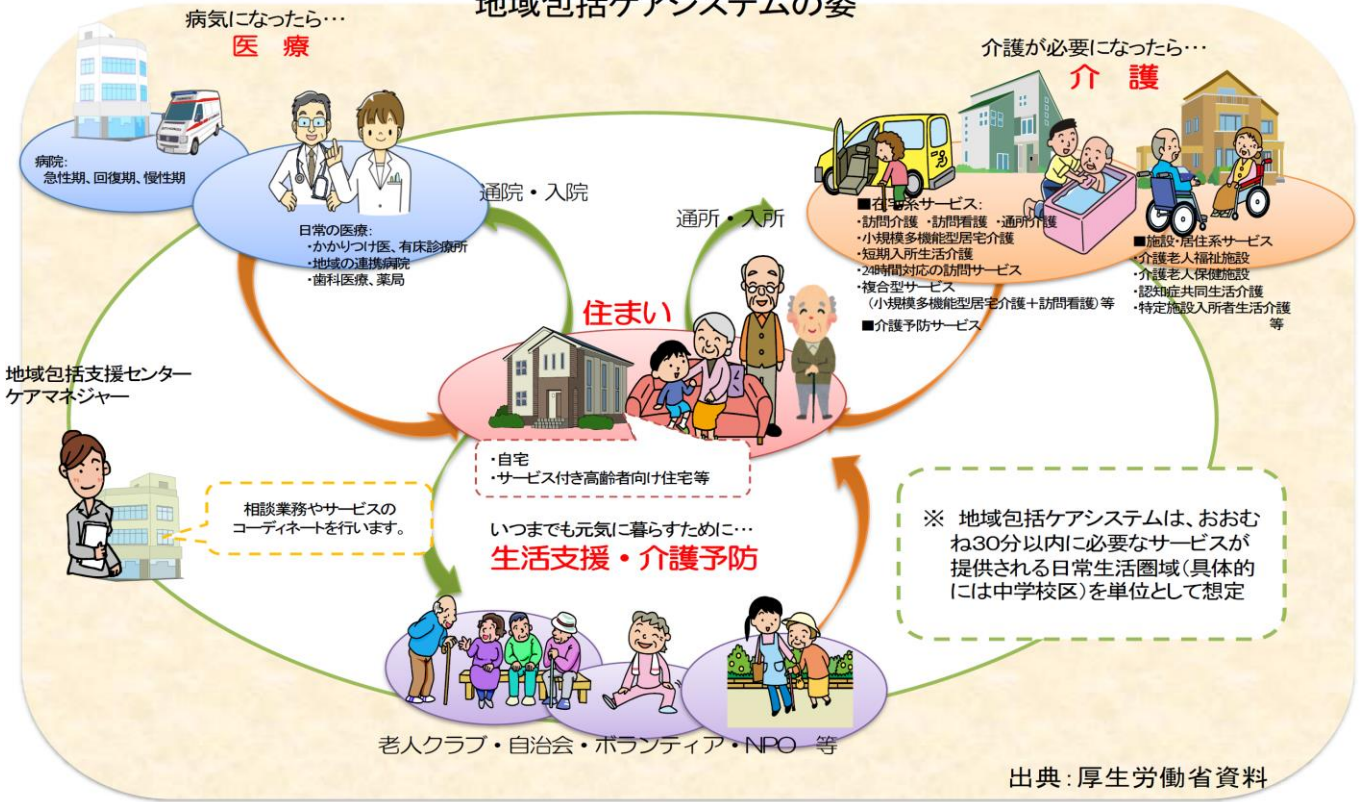 地域包括ケアシステムの姿
病気になったら…
医 療
病院:
急性期、回復期、慢性期
日常の医療:
・かかりつけ医、有床診療所
・地域の連携病院
・歯科医療、薬局
通院・入院
通所・入所
介護が必要になったら…
介 護
■在宅系サービス:
・訪問介護 ・訪問看護 ・通所介護
・小規模多機能型居宅介護
・短期入所生活介護
・24時間対応の訪問サービス
・複合型サービス
(小規模多機能型居宅介護+訪問看護)等
■介護予防サービス
■施設・居住系サービス
・介護老人福祉施設
・介護老人保健施設
・認知症共同生活介護
・特定施設入所者生活介護
等
住まい
・自宅
・サービス付き高齢者向け住宅等
地域包括支援センター
ケアマネジャー
相談業務やサービスの
コーディネートを行います。
いつまでも元気に暮らすために…
生活支援・介護予防
※ 地域包括ケアシステムは、おおむ
ね30分以内に必要なサービスが
提供される日常生活圏域(具体的
には中学校区)を単位として想定
老人クラブ・自治会・ボランティア・NPO 等
出典:厚生労働省資料